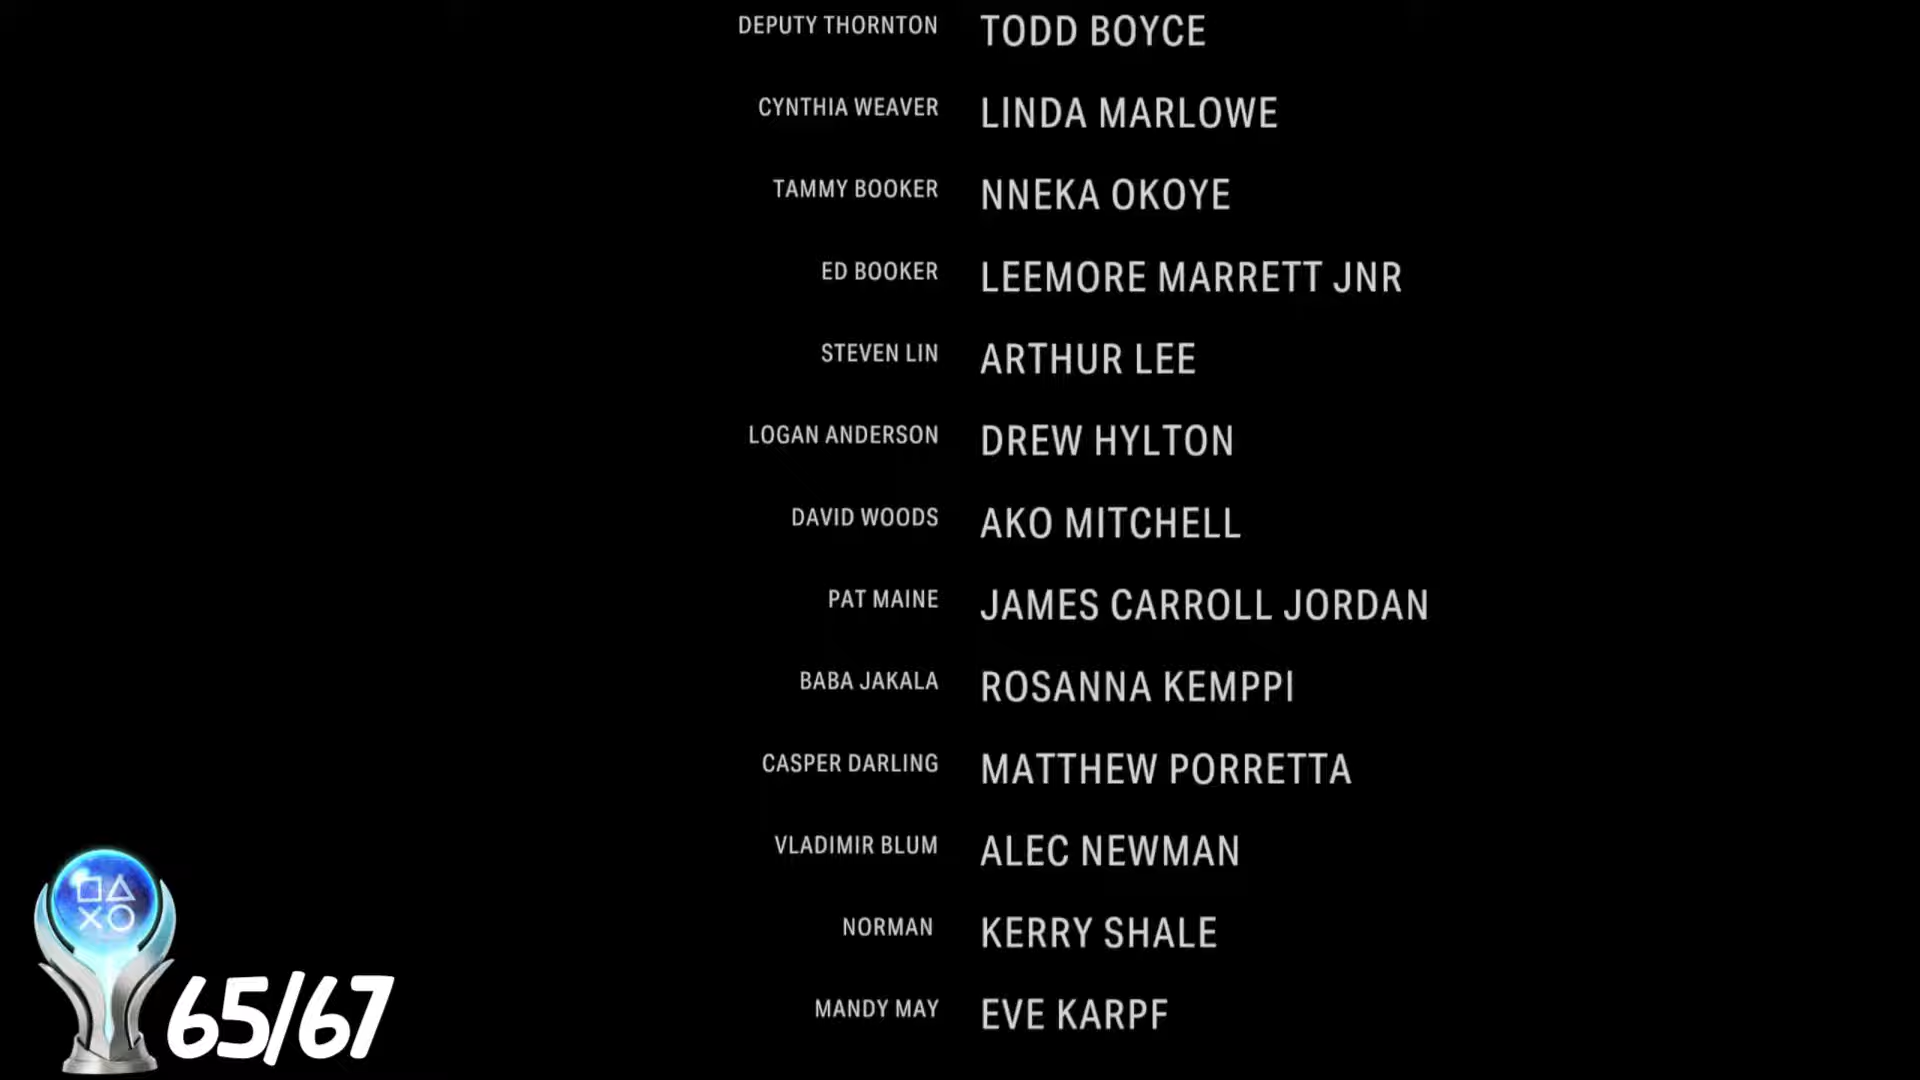 DEPUTY THORNTON TODD BOYCE
CYNTHIA WEAVER LINDA MARLOWE
TAMMY BOOKER NNEKA OKOYE
ED BOOKER LEEMORE MARRETT JNR
STEVEN LIN ARTHUR LEE
LOGAN ANDERSON DREW HYLTON
DAVID WOODS AKO MITCHELL
PAT MAINE JAMES CARROLL JORDAN
BABA JAKALA ROSANNA KEMPPI
CASPER DARLING MATTHEW PORRETTA
VLADIMIR BLUM ALEC NEWMAN
NORMAN KERRY SHALE
MANDY MAY EVE KARPF
65/67